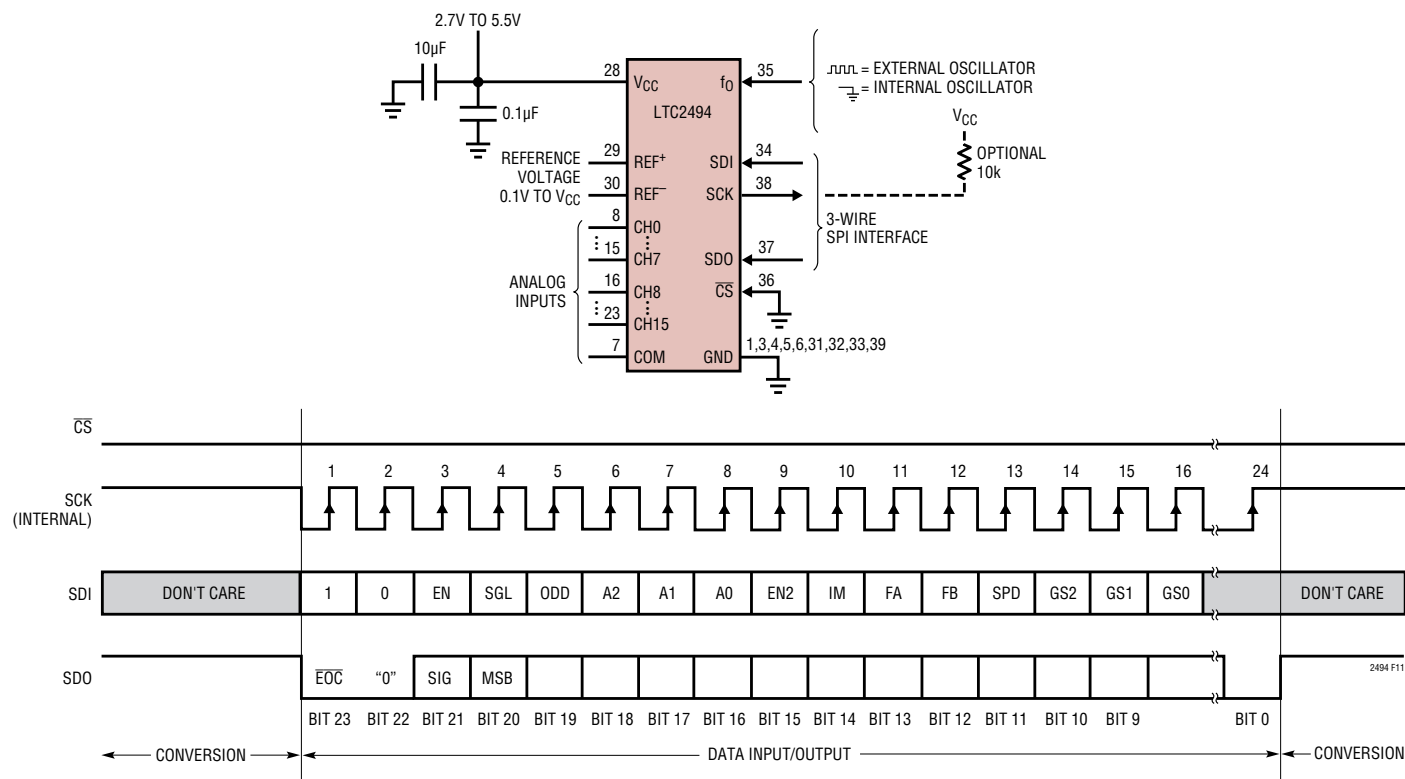 2.7V TO 5.5V
10µF
0.1µF
28
VCC
LTC2494
fO
35
= EXTERNAL OSCILLATOR
= INTERNAL OSCILLATOR
VCC
OPTIONAL
10k
REFERENCE
VOLTAGE
0.1V TO VCC
29
REF+
30
REF–
SDI
34
SCK
38
3-WIRE
SPI INTERFACE
SDO
37
CS
36
ANALOG
INPUTS
8
CH0
15
CH7
16
CH8
23
CH15
7
COM
GND
1,3,4,5,6,31,32,33,39
CS
SCK
(INTERNAL)
1 2 3 4 5 6 7 8 9 10 11 12 13 14 15 16 24
SDI
DON'T CARE 1 0 EN SGL ODD A2 A1 A0 EN2 IM FA FB SPD GS2 GS1 GS0 DON'T CARE
SDO
EOC "0" SIG MSB
2494 F11
BIT 23 BIT 22 BIT 21 BIT 20 BIT 19 BIT 18 BIT 17 BIT 16 BIT 15 BIT 14 BIT 13 BIT 12 BIT 11 BIT 10 BIT 9 BIT 0
CONVERSION DATA INPUT/OUTPUT CONVERSION